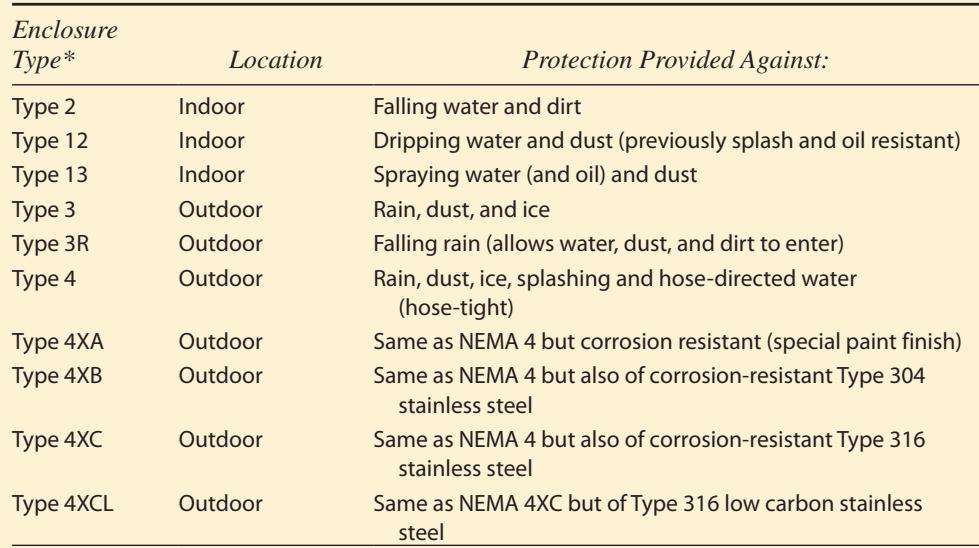 Enclosure
Type* Location Protection Provided Against:
Type 2 Indoor Falling water and dirt
Type 12 Indoor Dripping water and dust (previously splash and oil resistant)
Type 13 Indoor Spraying water (and oil) and dust
Type 3 Outdoor Rain, dust, and ice
Type 3R Outdoor Falling rain (allows water, dust, and dirt to enter)
Type 4 Outdoor Rain, dust, ice, splashing and hose-directed water
(hose-tight)
Type 4XA Outdoor Same as NEMA 4 but corrosion resistant (special paint finish)
Type 4XB Outdoor Same as NEMA 4 but also of corrosion-resistant Type 304
stainless steel
Type 4XC Outdoor Same as NEMA 4 but also of corrosion-resistant Type 316
stainless steel
Type 4XCL Outdoor Same as NEMA 4XC but of Type 316 low carbon stainless
steel